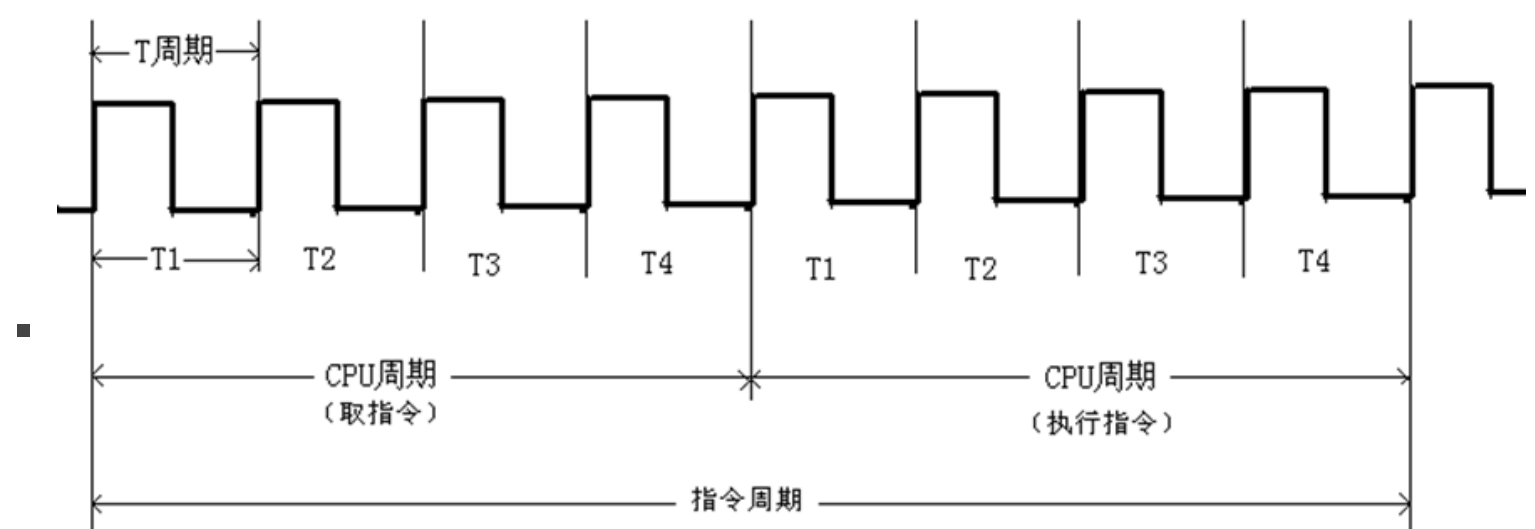 T周期
T1 T2 T3 T4 T1 T2 T3 T4
CPU周期 CPU周期
（取指令） （执行指令）
指令周期